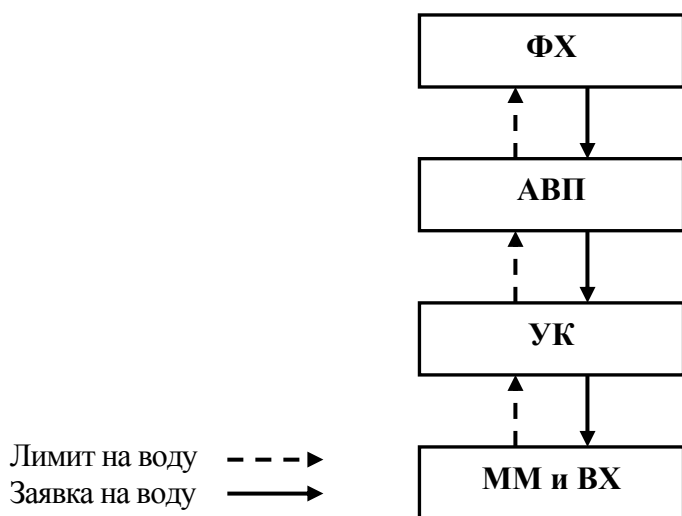 ФХ
АВП
УК
ММ и ВХ
Лимит на воду
Заявка на воду